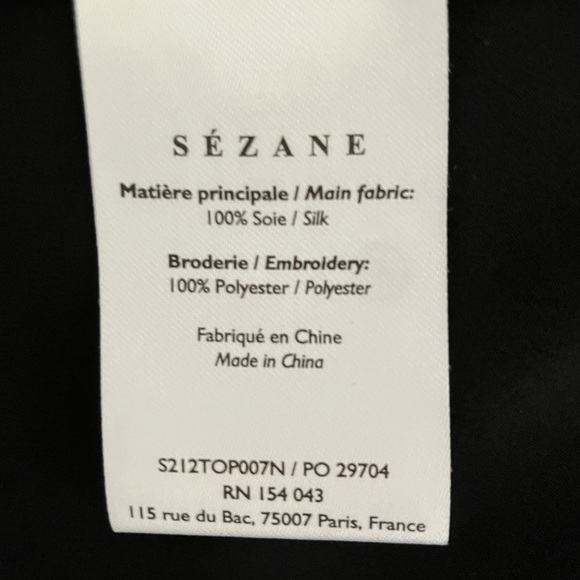 SÉZANE
Matière principale / Main fabric:
100% Soie / Silk
Broderie / Embroidery:
100% Polyester / Polyester
Fabriqué en Chine
Made in China
S212TOP007N / PO 29704
RN 154 043
115 rue du Bac, 75007 Paris, France